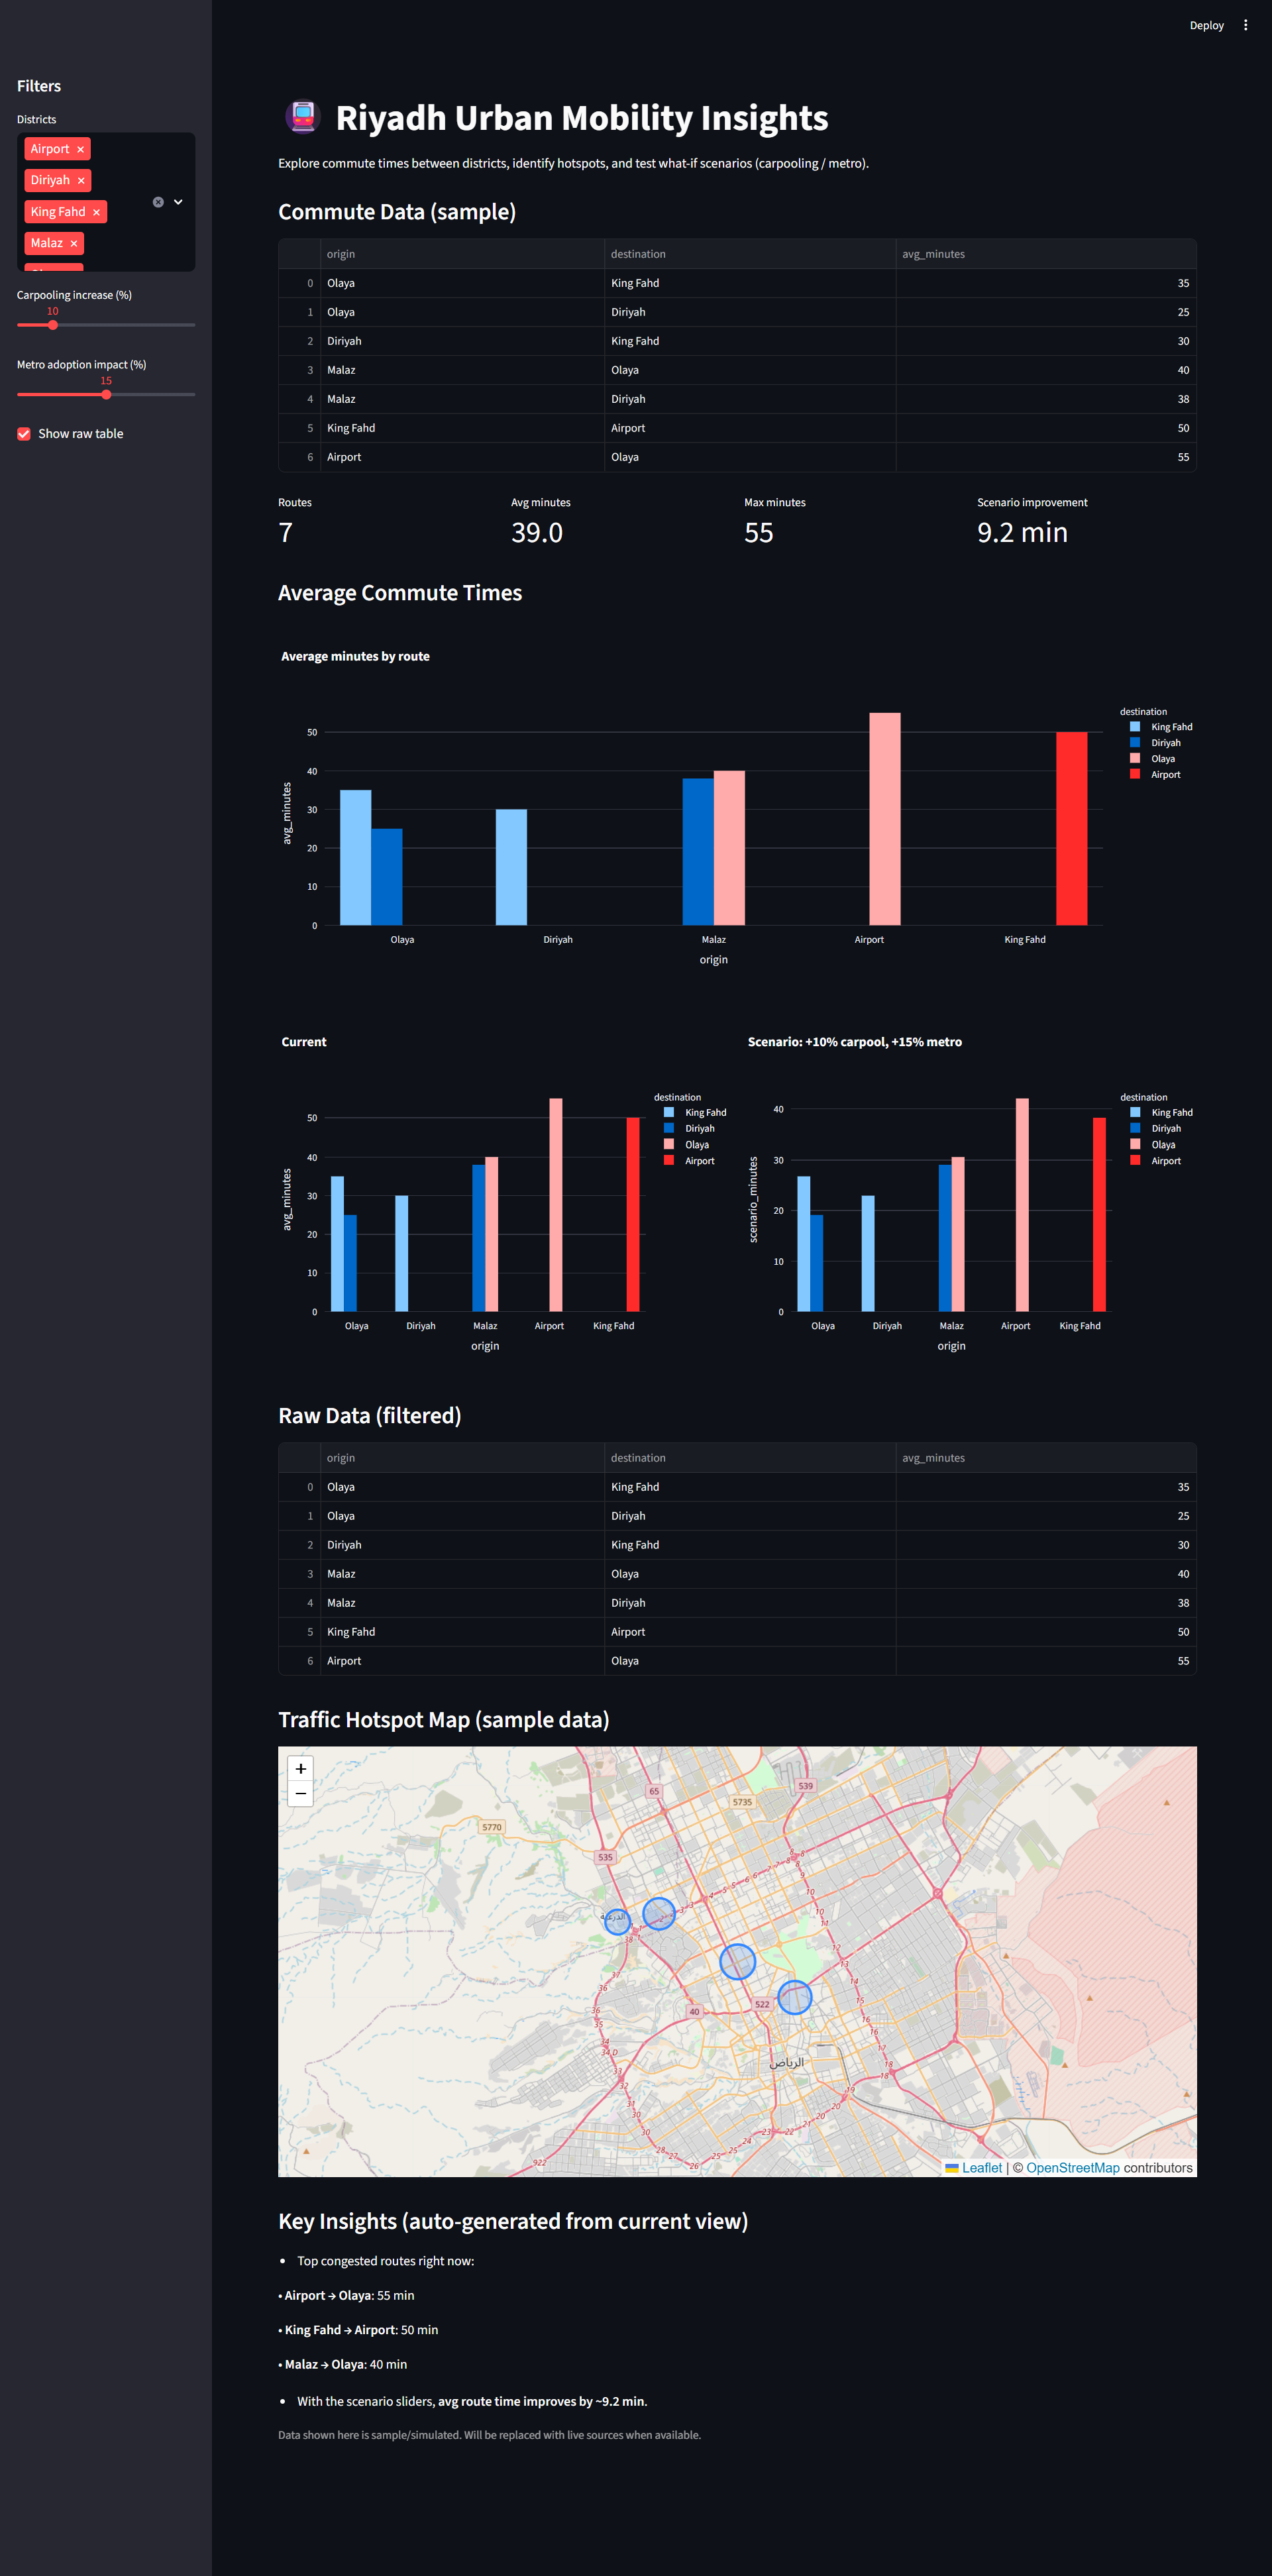 Deploy
Filters
Districts
Airport ×
Diriyah ×
King Fahd ×
Malaz ×
Carpooling increase (%)
10
Metro adoption impact (%)
15
Show raw table
Riyadh Urban Mobility Insights
Explore commute times between districts, identify hotspots, and test what-if scenarios (carpooling / metro).
Commute Data (sample)
origin destination avg_minutes
0 Olaya King Fahd 35
1 Olaya Diriyah 25
2 Diriyah King Fahd 30
3 Malaz Olaya 40
4 Malaz Diriyah 38
5 King Fahd Airport 50
6 Airport Olaya 55
Routes Avg minutes Max minutes Scenario improvement
7 39.0 55 9.2 min
Average Commute Times
Average minutes by route
destination
King Fahd
Diriyah
Olaya
Airport
50
40
30
20
10
0
avg_minutes
Olaya Diriyah Malaz Airport King Fahd
origin
Current
destination
King Fahd
Diriyah
Olaya
Airport
50
40
30
20
10
0
avg_minutes
Olaya Diriyah Malaz Airport King Fahd
origin
Scenario: +10% carpool, +15% metro
destination
King Fahd
Diriyah
Olaya
Airport
40
30
20
10
0
scenario_minutes
Olaya Diriyah Malaz Airport King Fahd
origin
Raw Data (filtered)
origin destination avg_minutes
0 Olaya King Fahd 35
1 Olaya Diriyah 25
2 Diriyah King Fahd 30
3 Malaz Olaya 40
4 Malaz Diriyah 38
5 King Fahd Airport 50
6 Airport Olaya 55
Traffic Hotspot Map (sample data)
+
−
65
539
5735
5770
535
الدرعية
40
522
الرياض
922
Leaflet | © OpenStreetMap contributors
Key Insights (auto-generated from current view)
• Top congested routes right now:
• Airport → Olaya: 55 min
• King Fahd → Airport: 50 min
• Malaz → Olaya: 40 min
• With the scenario sliders, avg route time improves by ~9.2 min.
Data shown here is sample/simulated. Will be replaced with live sources when available.